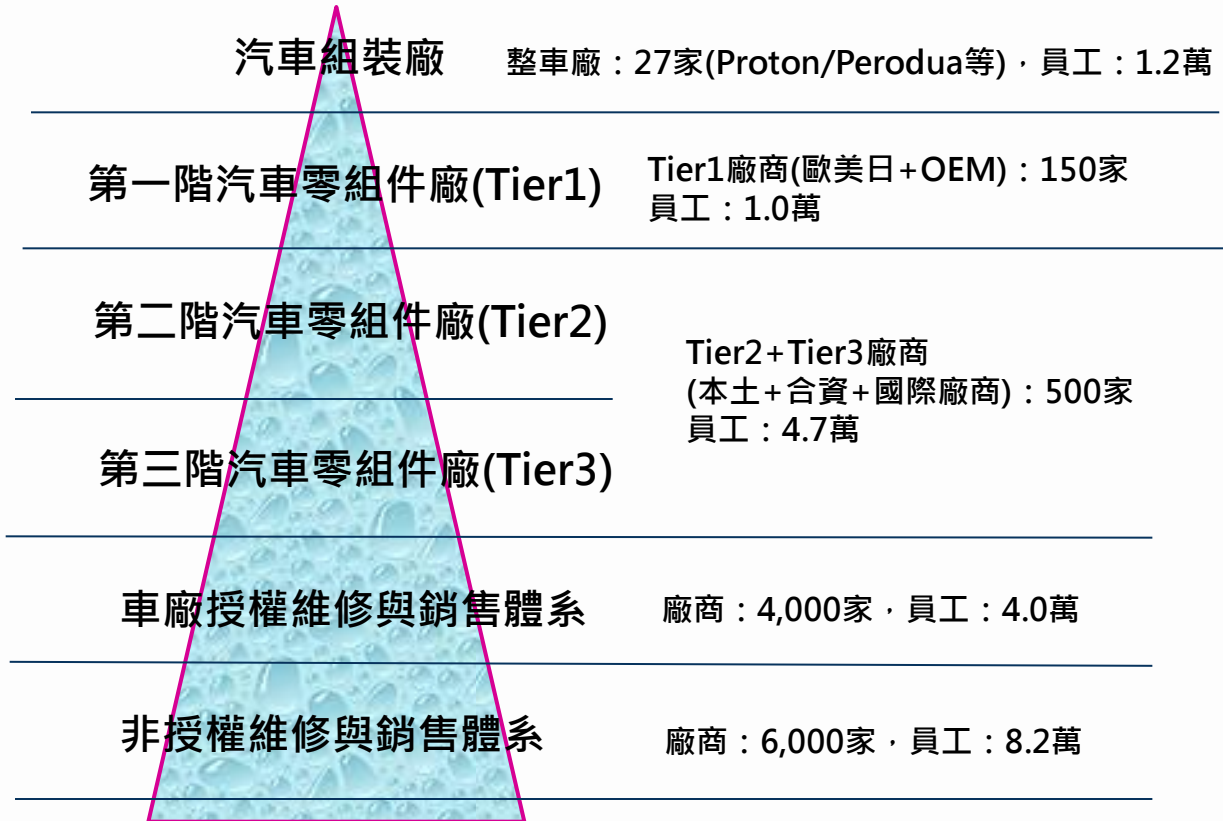 汽車組裝廠
整車�：27家(Proton/Perodua等)，員工：1.2萬
第一階汽車零組件廠(Tier1)
Tier1廠商(歐美日+OEM)：150家
員工：1.0萬
第二階汽車零組件廠(Tier2)
Tier2+Tier3廠商
(本土+合資+國際廠商)：500家
員工：4.7萬
第三階汽車零組件廠(Tier3)
車廠授權維修與銷售體系
廠商：4,000家，員工：4.0萬
非授權維修與銷售體系
廠商：6,000家，員工：8.2萬